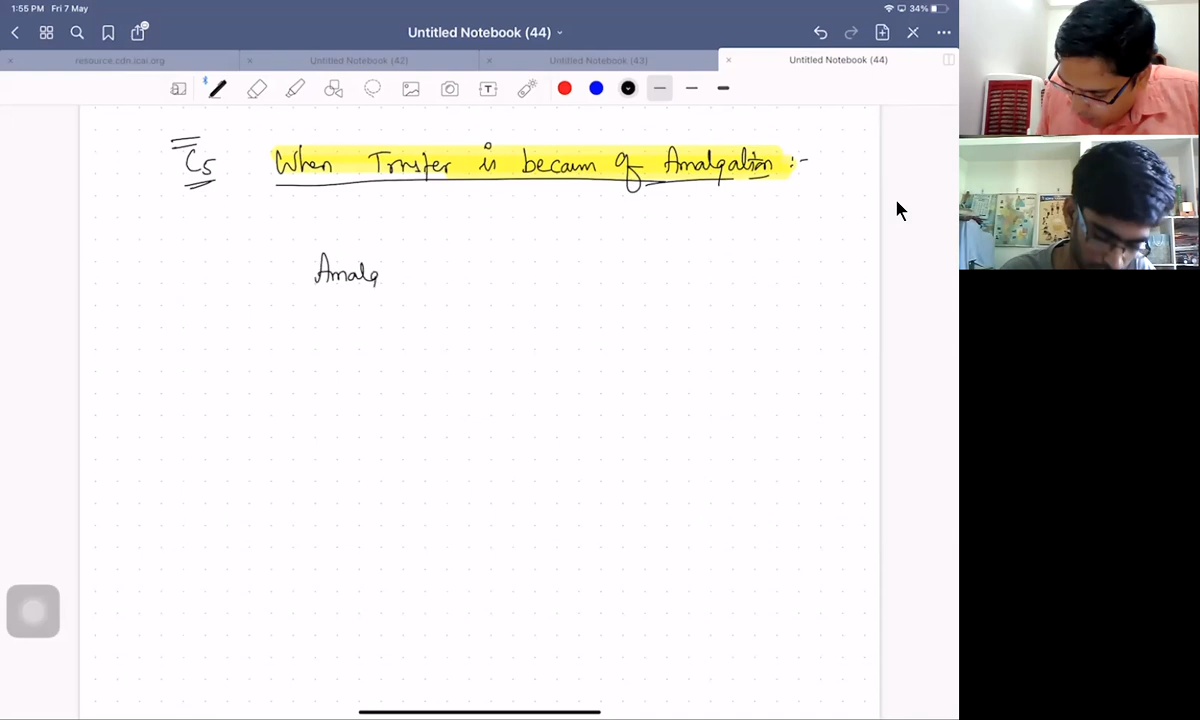 1:55 PM Fri 7 May
34%
Untitled Notebook (44)
resource.cdn.icai.org
Untitled Notebook (42)
Untitled Notebook (43)
Untitled Notebook (44)
C5 When Trnsfer is becaum of Amalgation :-
Amalg